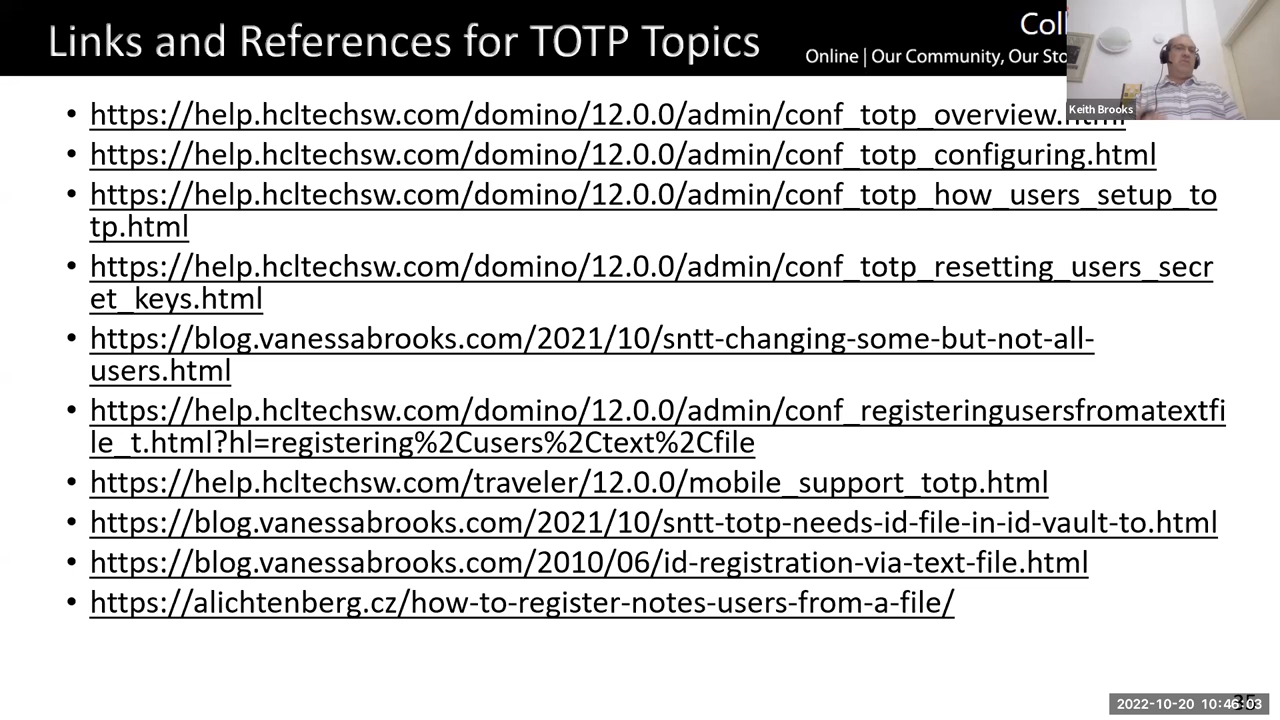 Links and References for TOTP Topics
Online | Our Community, Our
Keith Brooks
• https://help.hcltechsw.com/domino/12.0.0/admin/conf_totp_overview.html
• https://help.hcltechsw.com/domino/12.0.0/admin/conf_totp_configuring.html
• https://help.hcltechsw.com/domino/12.0.0/admin/conf_totp_how_users_setup_to
tp.html
• https://help.hcltechsw.com/domino/12.0.0/admin/conf_totp_resetting_users_secr
et_keys.html
• https://blog.vanessabrooks.com/2021/10/sntt-changing-some-but-not-all-
users.html
• https://help.hcltechsw.com/domino/12.0.0/admin/conf_registeringusersfromatextfi
le_t.html?hl=registering%2Cusers%2Ctext%2Cfile
• https://help.hcltechsw.com/traveler/12.0.0/mobile_support_totp.html
• https://blog.vanessabrooks.com/2021/10/sntt-totp-needs-id-file-in-id-vault-to.html
• https://blog.vanessabrooks.com/2010/06/id-registration-via-text-file.html
• https://alichtenberg.cz/how-to-register-notes-users-from-a-file/
2022-10-20 10:46:03